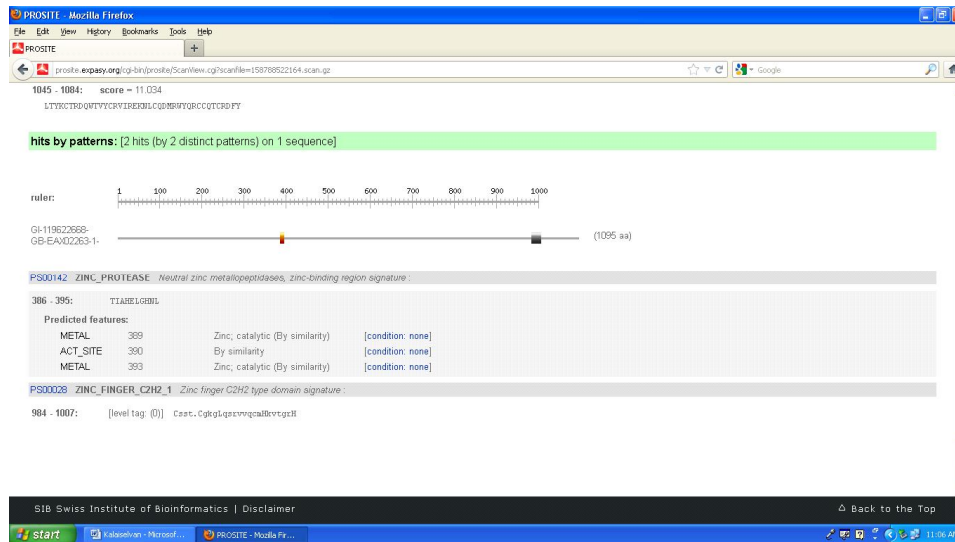 PROSITE - Mozilla Firefox
File Edit View History Bookmarks Tools Help
PROSITE +
prosite.expasy.org/cgi-bin/prosite/ScanView.cgi?scanfile=158788522164.scan.gz Google
1045 - 1084: score = 11.034
LTYKCTRDQWTVYCRVIREKNLCQDMRWYQRCCQTCRDFY
hits by patterns: [2 hits (by 2 distinct patterns) on 1 sequence]
ruler: 1 100 200 300 400 500 600 700 800 900 1000
GI-119622668-
GB-EAX02263-1- (1095 aa)
PS00142 ZINC_PROTEASE Neutral zinc metallopeptidases, zinc-binding region signature :
386 - 395: TIAHELGHNL
Predicted features:
METAL 389 Zinc; catalytic (By similarity) [condition: none]
ACT_SITE 390 By similarity [condition: none]
METAL 393 Zinc; catalytic (By similarity) [condition: none]
PS00028 ZINC_FINGER_C2H2_1 Zinc finger C2H2 type domain signature :
984 - 1007: [level tag: (0)] Csst.CgkgLqsrvvqcmHkvtgrH
SIB Swiss Institute of Bioinformatics | Disclaimer Back to the Top
start Kalaiselvan - Microsof... PROSITE - Mozilla Fir... 11:06 AM